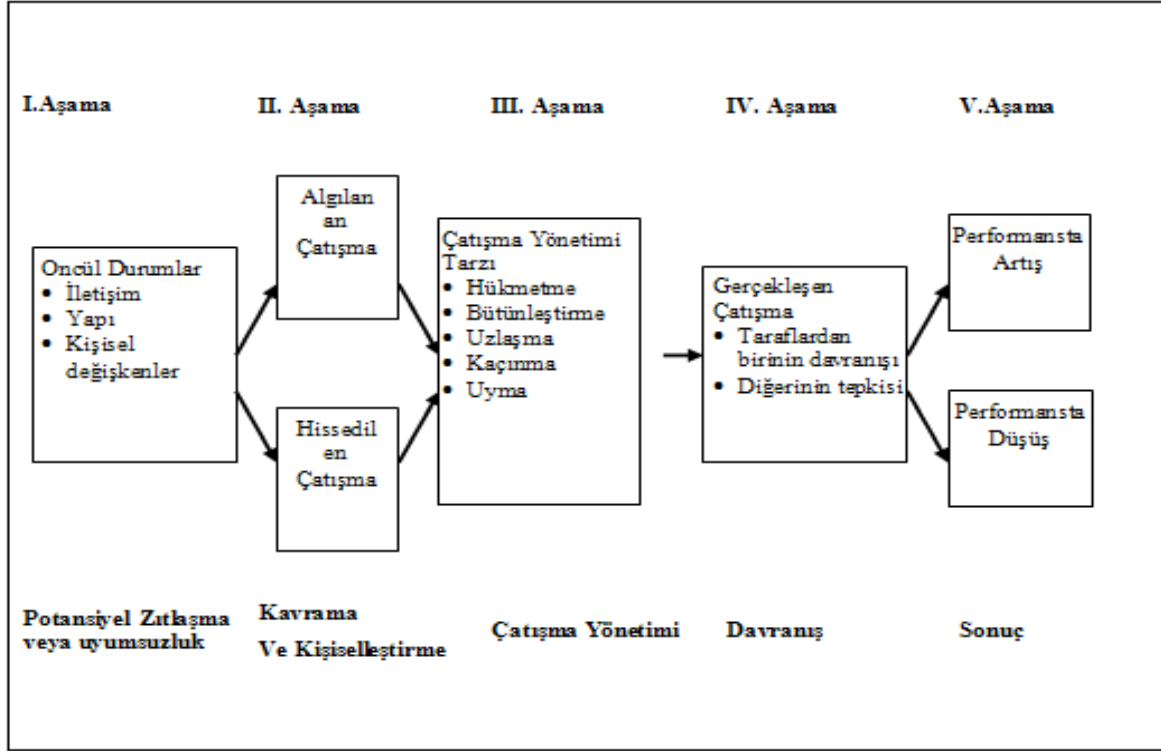 I.Aşama
II. Aşama
III. Aşama
IV. Aşama
V.Aşama
Öncül Durumlar
• İletişim
• Yapı
• Kişisel
değişkenler
Algılan
an
Çatışma
Hissedil
en
Çatışma
Çatışma Yönetimi
Tarzı
• Hükmetme
• Bütünleştirme
• Uzlaşma
• Kaçınma
• Uyma
Gerçekleşen
Çatışma
• Taraflardan
birinin davranışı
• Diğerinin tepkisi
Performansta
Artış
Performansta
Düşüş
Potansiyel Zıtlaşma
veya uyumsuzluk
Kavrama
Ve Kişiselleştirme
Çatışma Yönetimi
Davranış
Sonuç